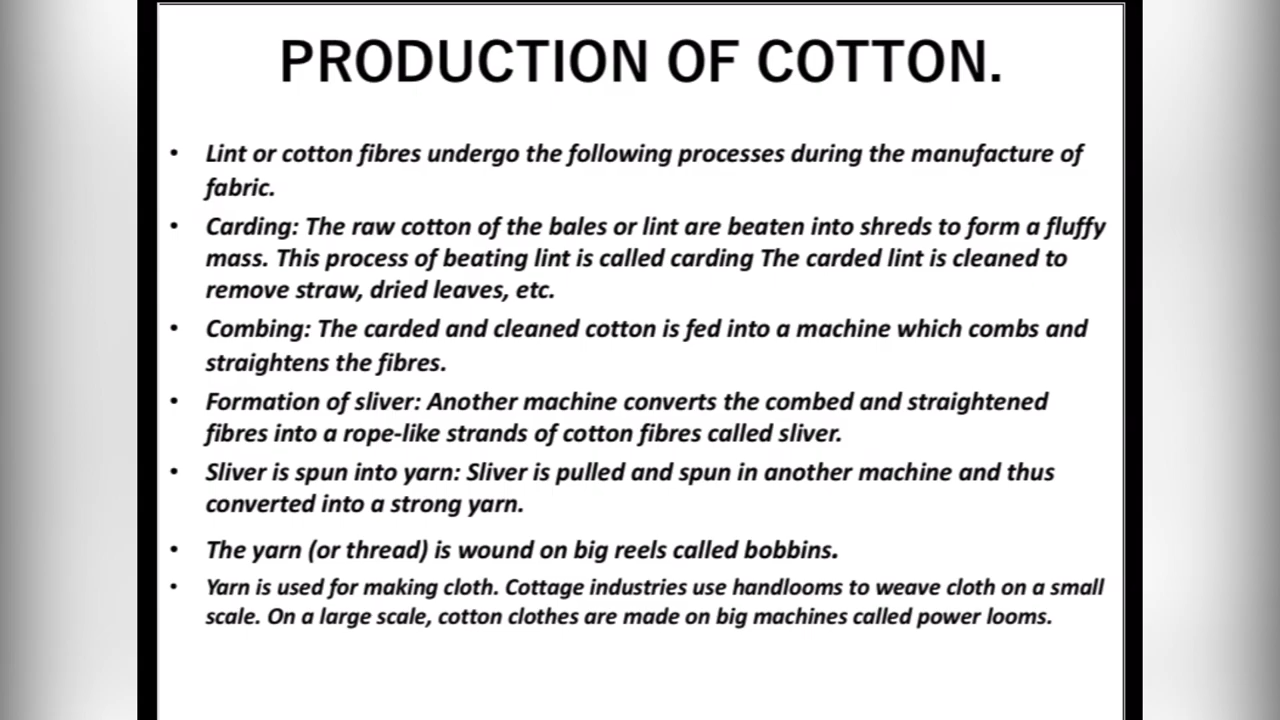 PRODUCTION OF COTTON.
• Lint or cotton fibres undergo the following processes during the manufacture of
fabric.
• Carding: The raw cotton of the bales or lint are beaten into shreds to form a fluffy
mass. This process of beating lint is called carding The carded lint is cleaned to
remove straw, dried leaves, etc.
• Combing: The carded and cleaned cotton is fed into a machine which combs and
straightens the fibres.
• Formation of sliver: Another machine converts the combed and straightened
fibres into a rope-like strands of cotton fibres called sliver.
• Sliver is spun into yarn: Sliver is pulled and spun in another machine and thus
converted into a strong yarn.
• The yarn (or thread) is wound on big reels called bobbins.
• Yarn is used for making cloth. Cottage industries use handlooms to weave cloth on a small
scale. On a large scale, cotton clothes are made on big machines called power looms.